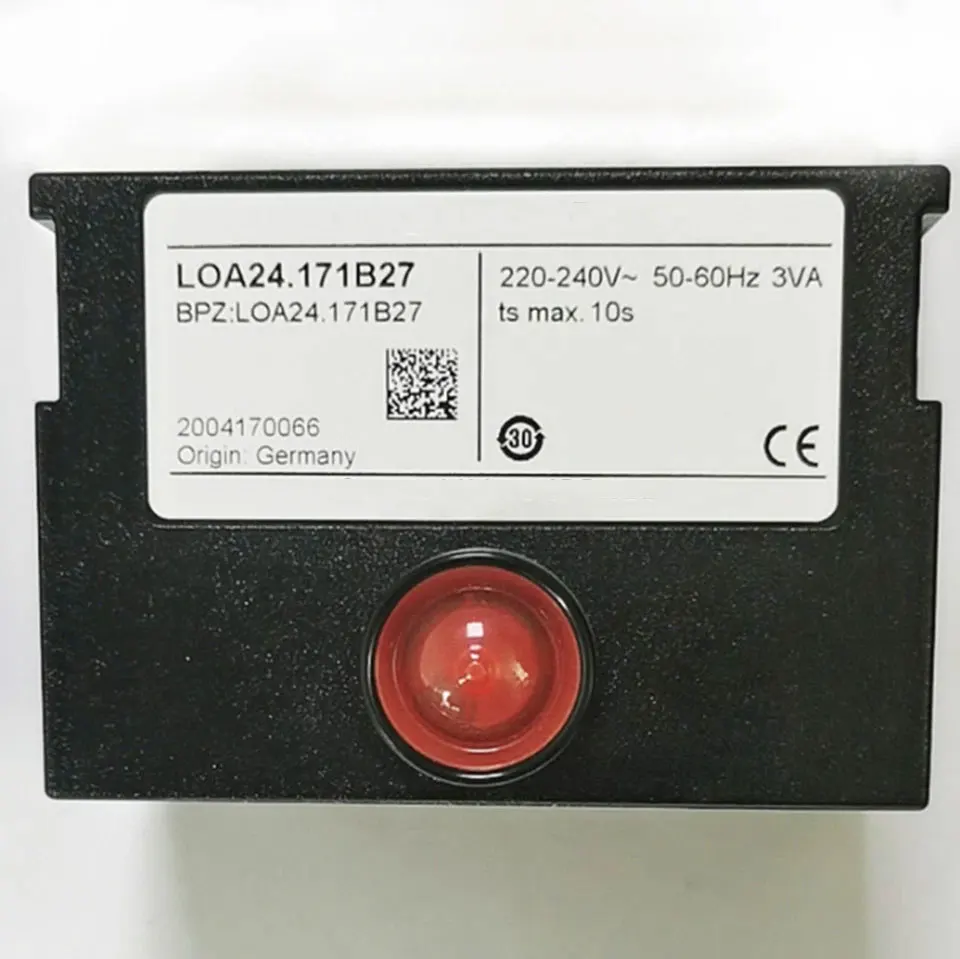 LOA24.171B27
BPZ:LOA24.171B27
2004170066
Origin: Germany
220-240V~ 50-60Hz 3VA
ts max. 10s
30
CE